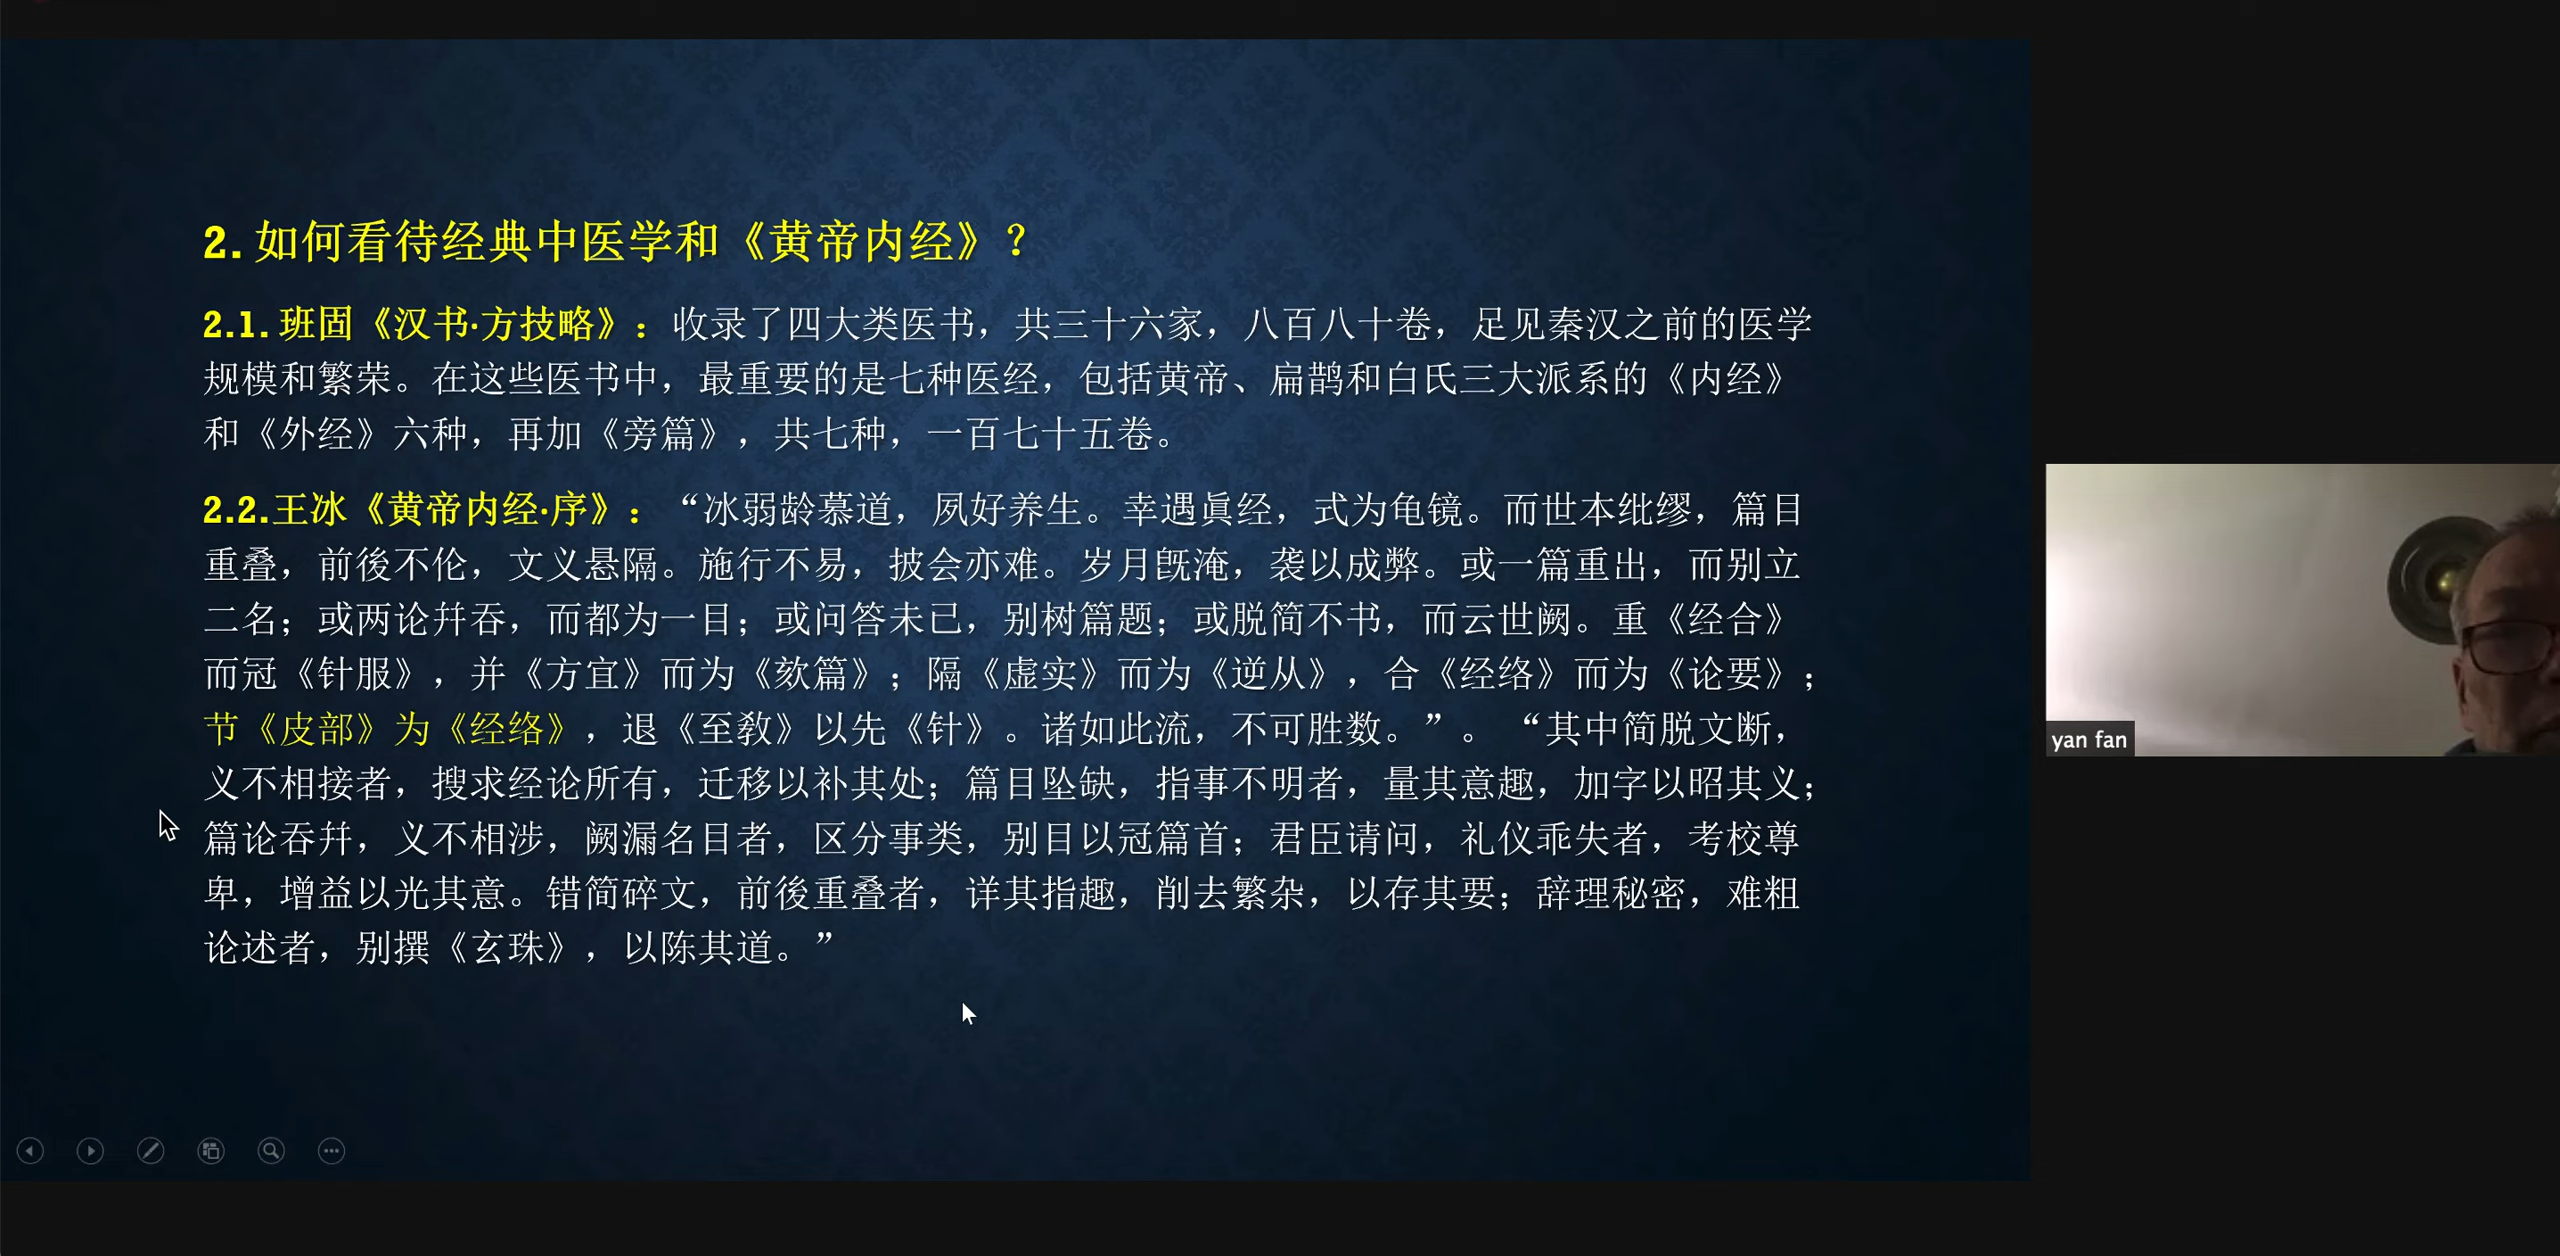 2. 如何看待经典中医学和《黄帝内经》？
2.1. 班固《汉书·方技略》：收录了四大类医书，共三十六家，八百八十卷，足见秦汉之前的医学
规模和繁荣。在这些医书中，最重要的是七种医经，包括黄帝、扁鹊和白氏三大派系的《内经》
和《外经》六种，再加《旁篇》，共七种，一百七十五卷。
2.2.王冰《黄帝内经·序》：“冰弱龄慕道，夙好养生。幸遇眞经，式为龟镜。而世本纰缪，篇目
重叠，前後不伦，文义悬隔。施行不易，披会亦难。岁月旣淹，袭以成弊。或一篇重出，而别立
二名；或两论幷吞，而都为一目；或问答未已，别树篇题；或脱简不书，而云世阙。重《经合》
而冠《针服》，并《方宜》而为《欬篇》；隔《虚实》而为《逆从》，合《经络》而为《论要》；
节《皮部》为《经络》，退《至敎》以先《针》。诸如此流，不可胜数。”。“其中简脱文断，
义不相接者，搜求经论所有，迁移以补其处；篇目坠缺，指事不明者，量其意趣，加字以昭其义；
篇论吞幷，义不相涉，阙漏名目者，区分事类，别目以冠篇首；君臣请问，礼仪乖失者，考校尊
卑，增益以光其意。错简碎文，前後重叠者，详其指趣，削去繁杂，以存其要；辞理秘密，难粗
论述者，别撰《玄珠》，以陈其道。”
yan fan